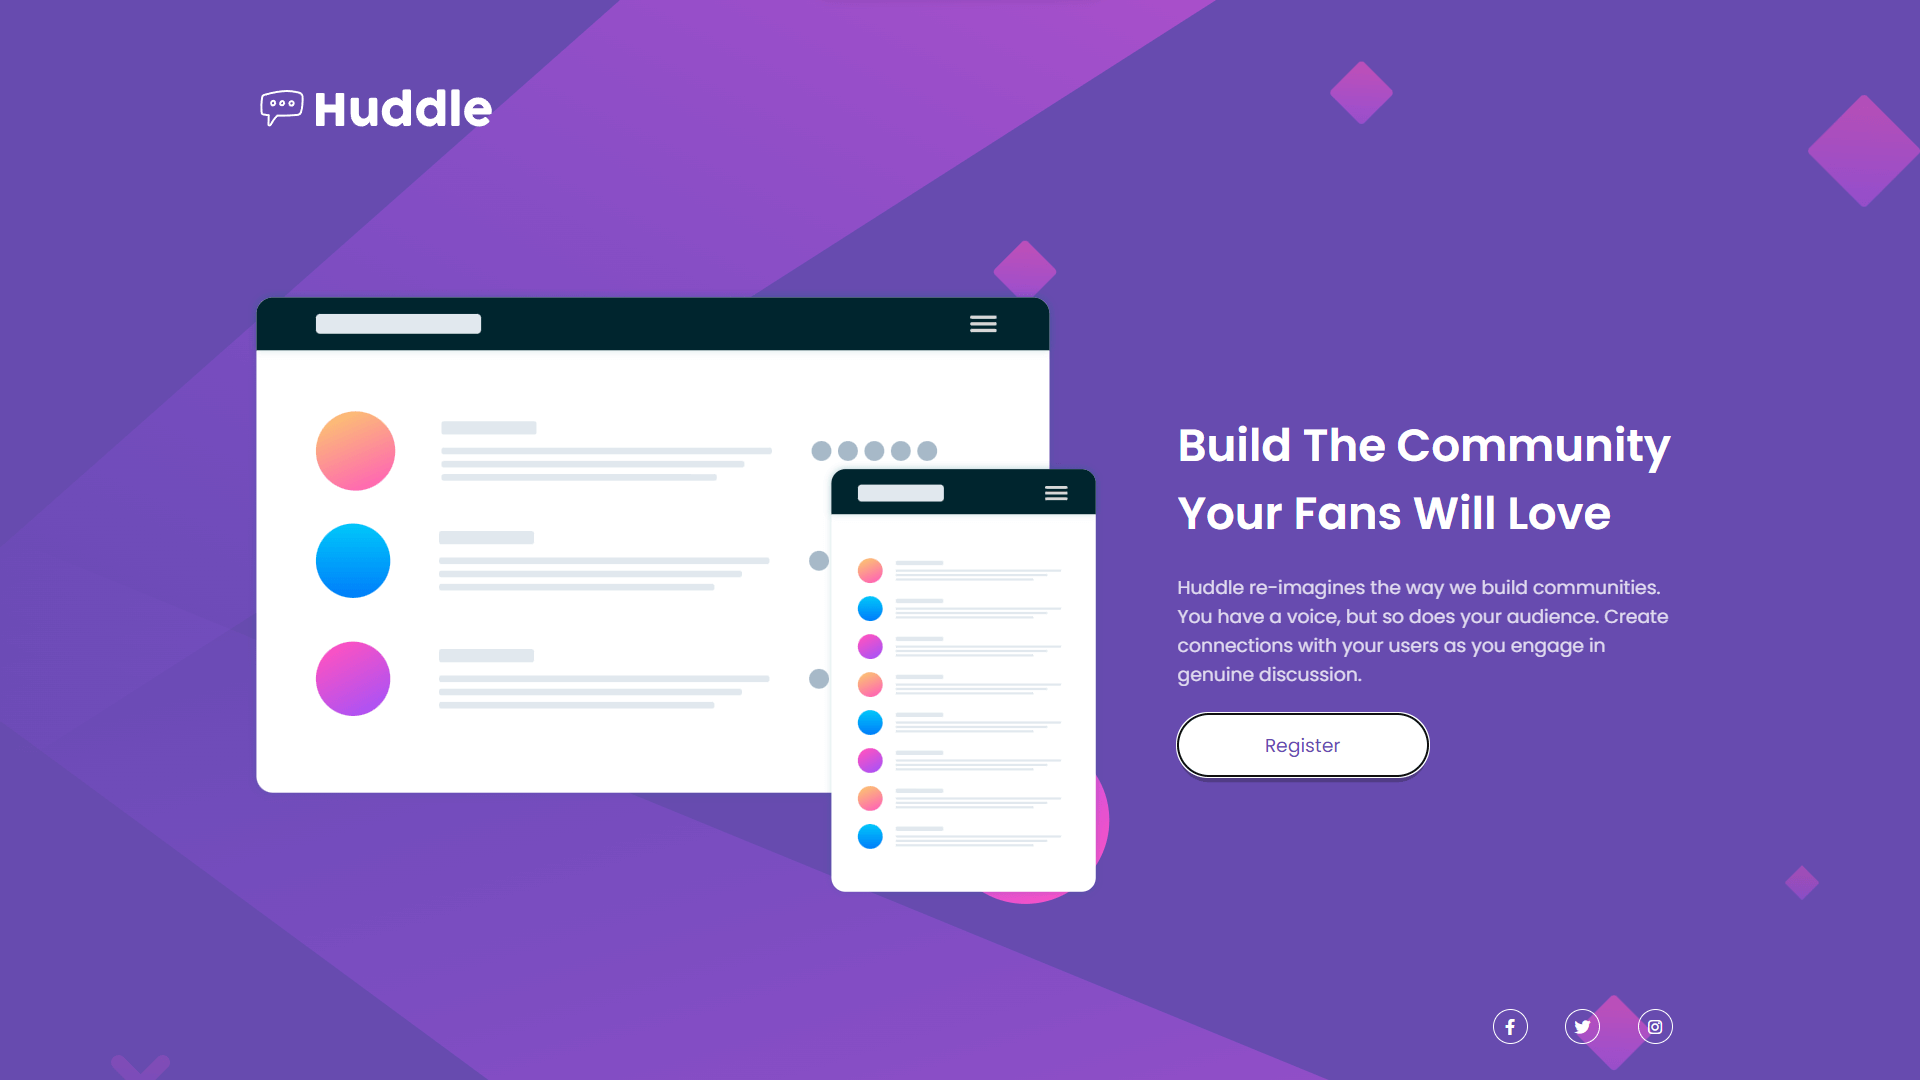 Huddle
Build The Community
Your Fans Will Love
Huddle re-imagines the way we build communities.
You have a voice, but so does your audience. Create
connections with your users as you engage in
genuine discussion.
Register